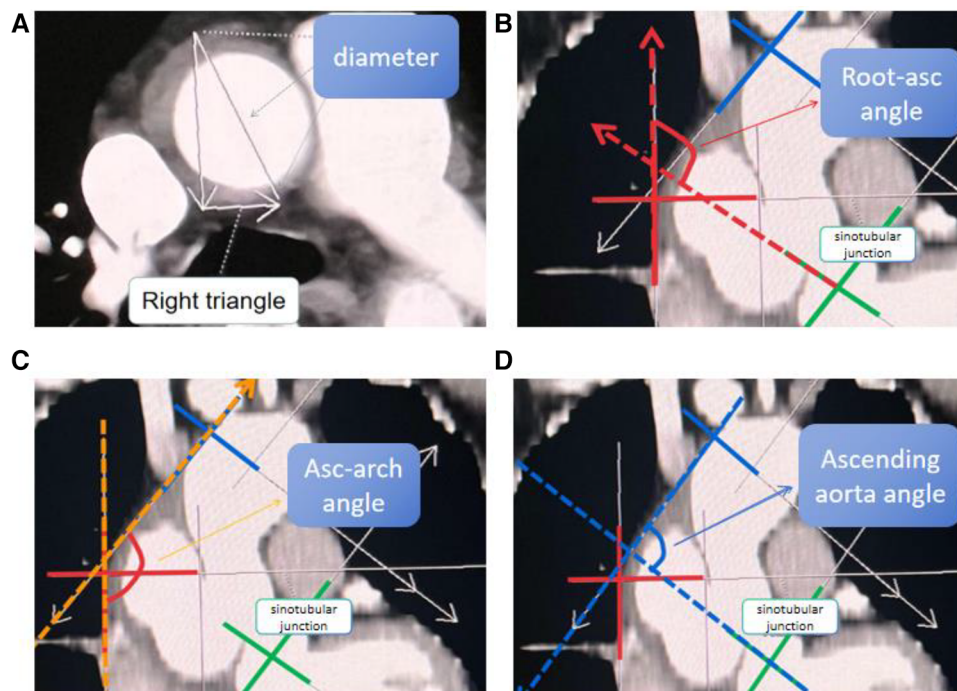 A
diameter
Right triangle
B
Root-asc
angle
sinotubular
junction
C
Asc-arch
angle
sinotubular
junction
D
Ascending
aorta angle
sinotubular
junction